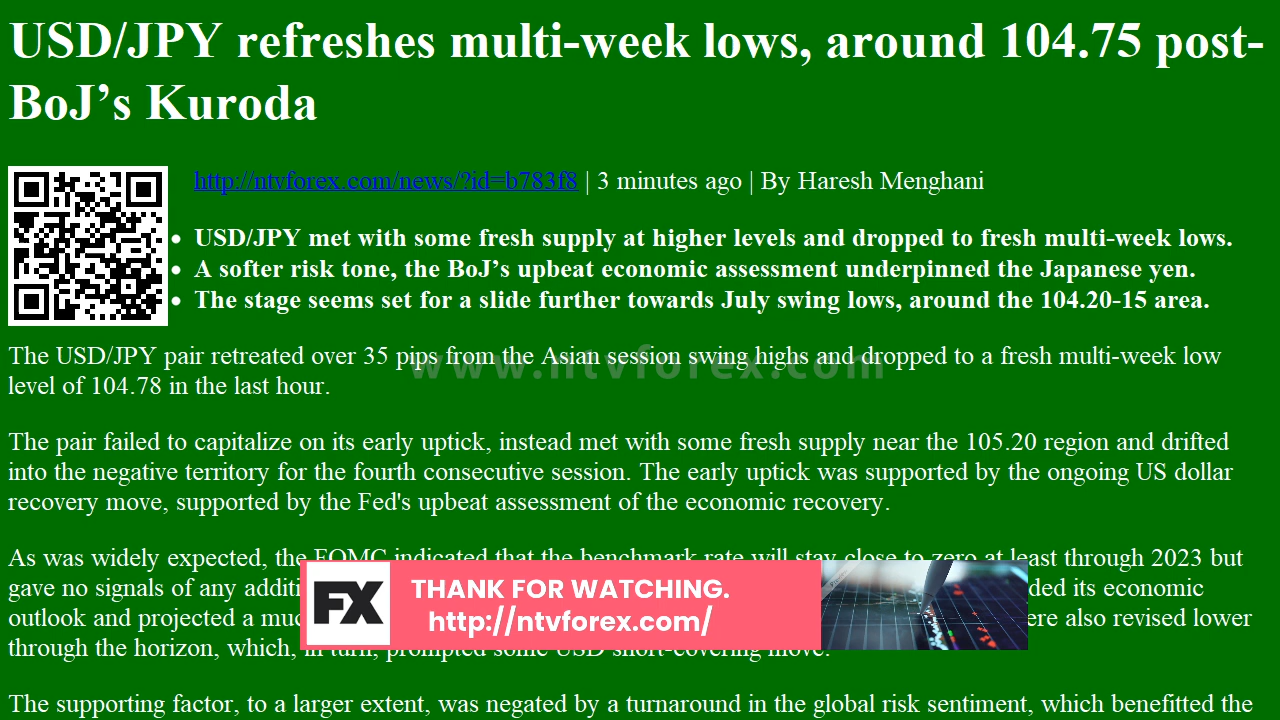 USD/JPY refreshes multi-week lows, around 104.75 post-
BoJ’s Kuroda
http://ntvforex.com/news/?id=b783f8 | 3 minutes ago | By Haresh Menghani
• USD/JPY met with some fresh supply at higher levels and dropped to fresh multi-week lows.
• A softer risk tone, the BoJ’s upbeat economic assessment underpinned the Japanese yen.
• The stage seems set for a slide further towards July swing lows, around the 104.20-15 area.
The USD/JPY pair retreated over 35 pips from the Asian session swing highs and dropped to a fresh multi-week low
www.ntvforex.com
level of 104.78 in the last hour.
The pair failed to capitalize on its early uptick, instead met with some fresh supply near the 105.20 region and drifted
into the negative territory for the fourth consecutive session. The early uptick was supported by the ongoing US dollar
recovery move, supported by the Fed's upbeat assessment of the economic recovery.
As was widely expected, the FOMC indicated that the benchmark rate will stay close to zero at least through 2023 but
gave no signals of any its economic
outlook and projected a also revised lower
through the horizon, which, in turn, prompted some USD short-covering move.
FX
THANK FOR WATCHING.
http://ntvforex.com/
The supporting factor, to a larger extent, was negated by a turnaround in the global risk sentiment, which benefitted the